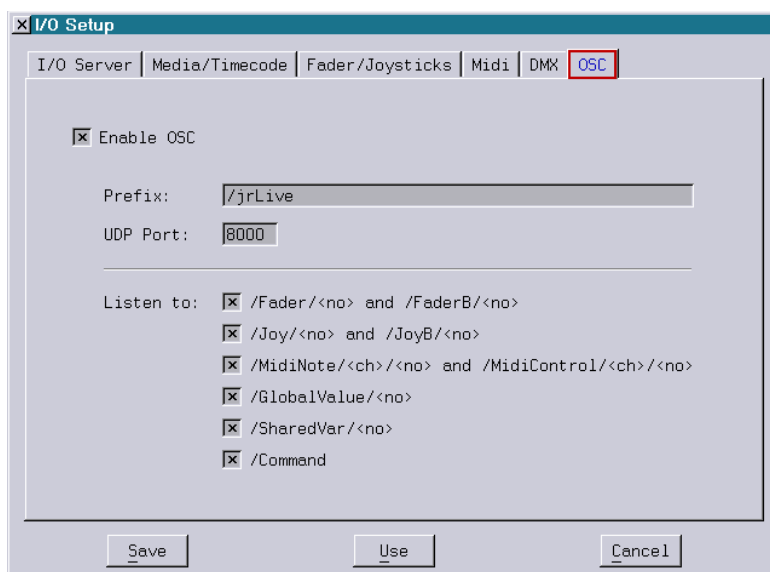 I/O Setup
I/O Server Media/Timecode Fader/Joysticks Midi DMX OSC
Enable OSC
Prefix: /jrLive
UDP Port: 8000
Listen to: /Fader/<no> and /FaderB/<no>
/Joy/<no> and /JoyB/<no>
/MidiNote/<ch>/<no> and /MidiControl/<ch>/<no>
/GlobalValue/<no>
/SharedVar/<no>
/Command
Save Use Cancel